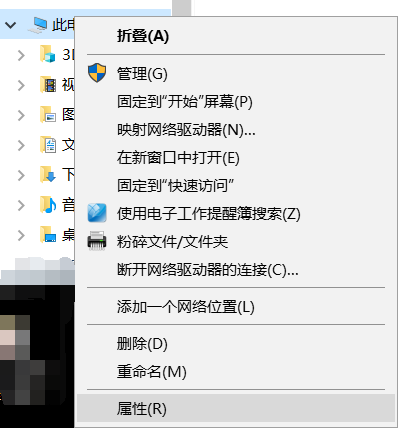 此电
折叠(A)
3D
管理(G)
视
固定到"开始"屏幕(P)
图
映射网络驱动器(N)...
文
在新窗口中打开(E)
下
固定到"快速访问"
音
使用电子工作提醒簿搜索(Z)
桌
粉碎文件/文件夹
断开网络驱动器的连接(C)...
添加一个网络位置(L)
删除(D)
重命名(M)
属性(R)